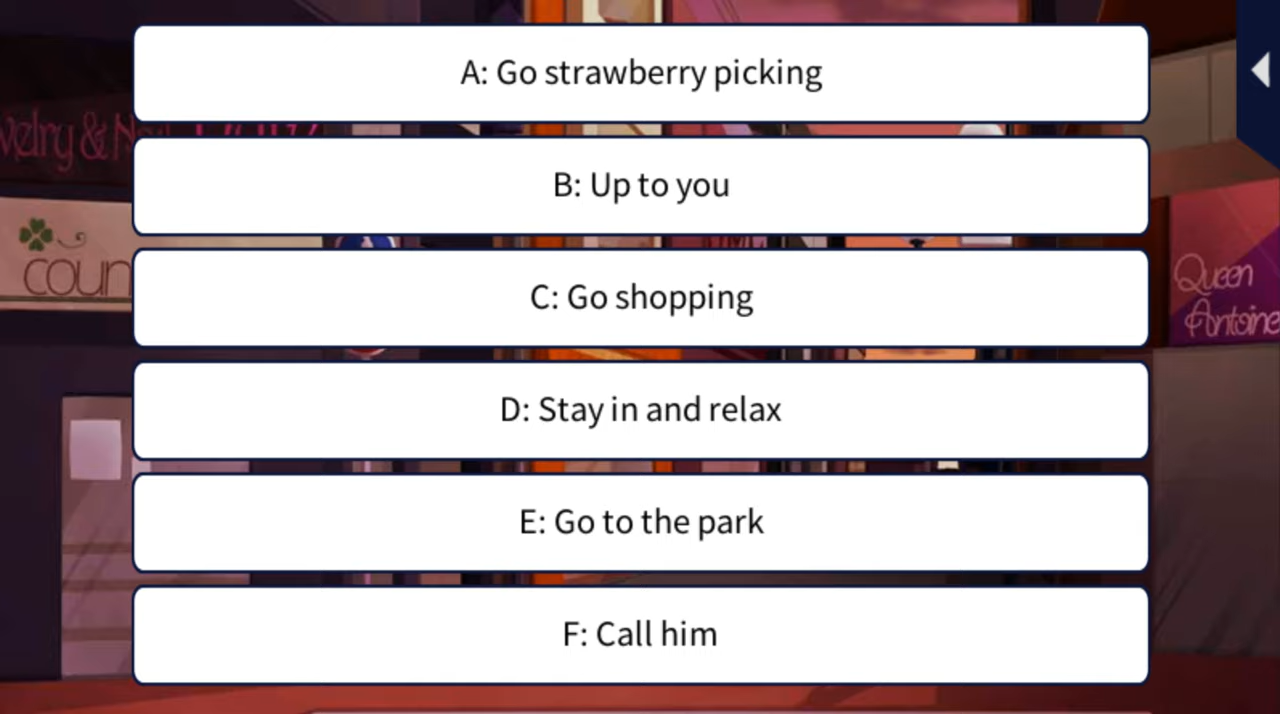 A: Go strawberry picking
B: Up to you
C: Go shopping
D: Stay in and relax
E: Go to the park
F: Call him
Queen